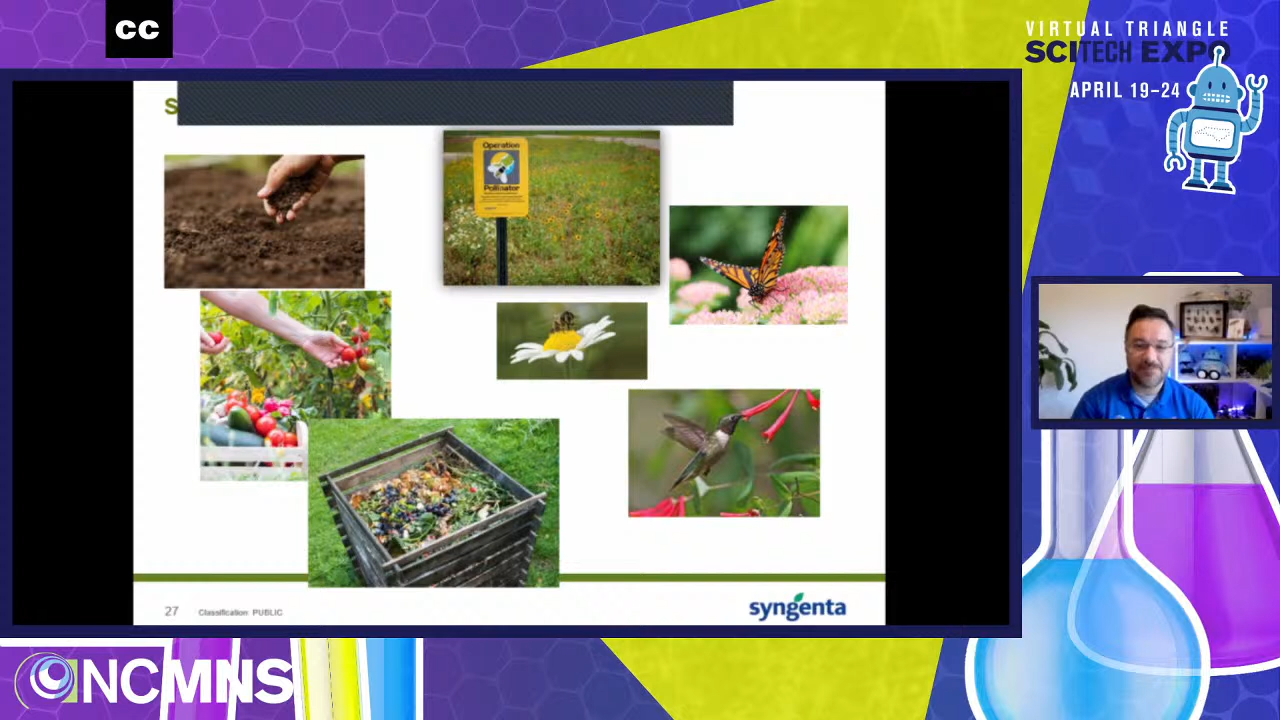 CC
VIRTUAL TRIANGLE
SCITECH EXPO
APRIL 19-24
S
Operation
Pollinator
27
Classification: PUBLIC
syngenta
NCMNS